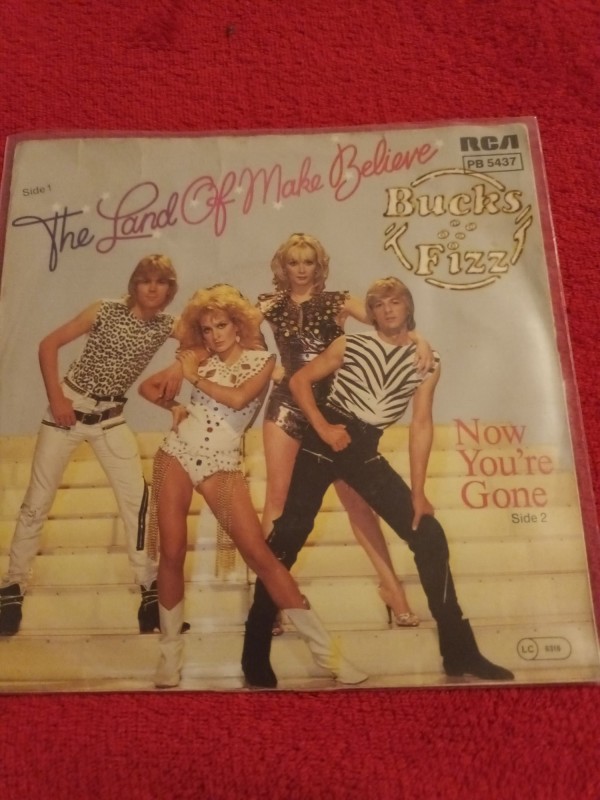 RCA
PB 5437
Side 1
The Land Of Make Believe
Bucks
Fizz
Now
You're
Gone
Side 2
LC